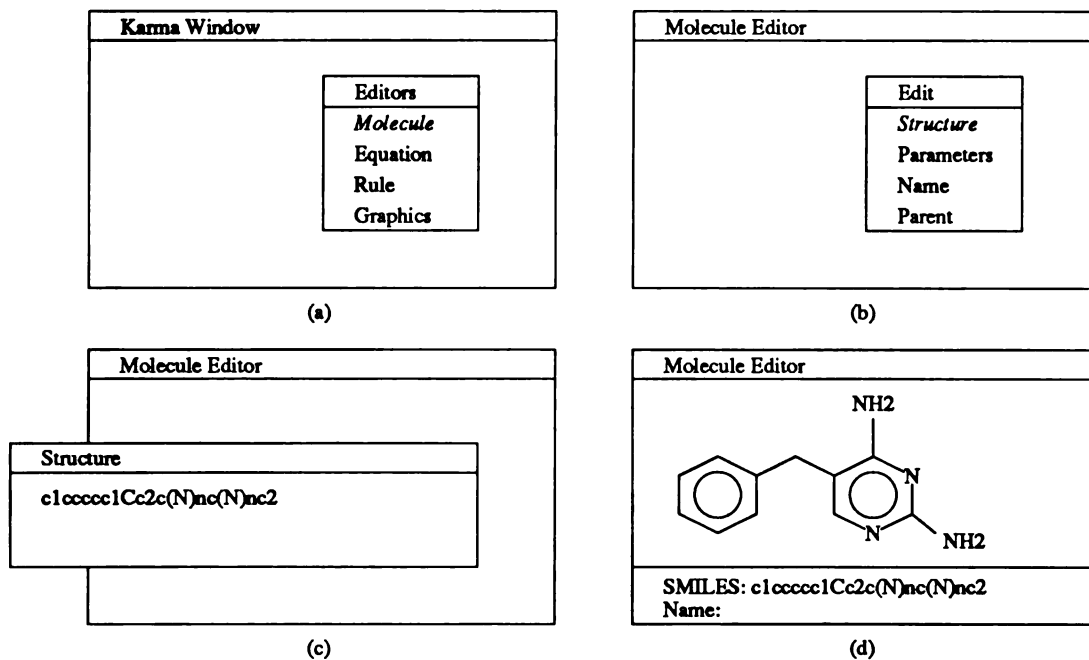 Karma Window
Editors
Molecule
Equation
Rule
Graphics
(a)
Molecule Editor
Edit
Structure
Parameters
Name
Parent
(b)
Molecule Editor
Structure
c1ccccc1Cc2c(N)nc(N)nc2
(c)
Molecule Editor
NH2
N
N
NH2
SMILES: c1ccccc1Cc2c(N)nc(N)nc2
Name:
(d)